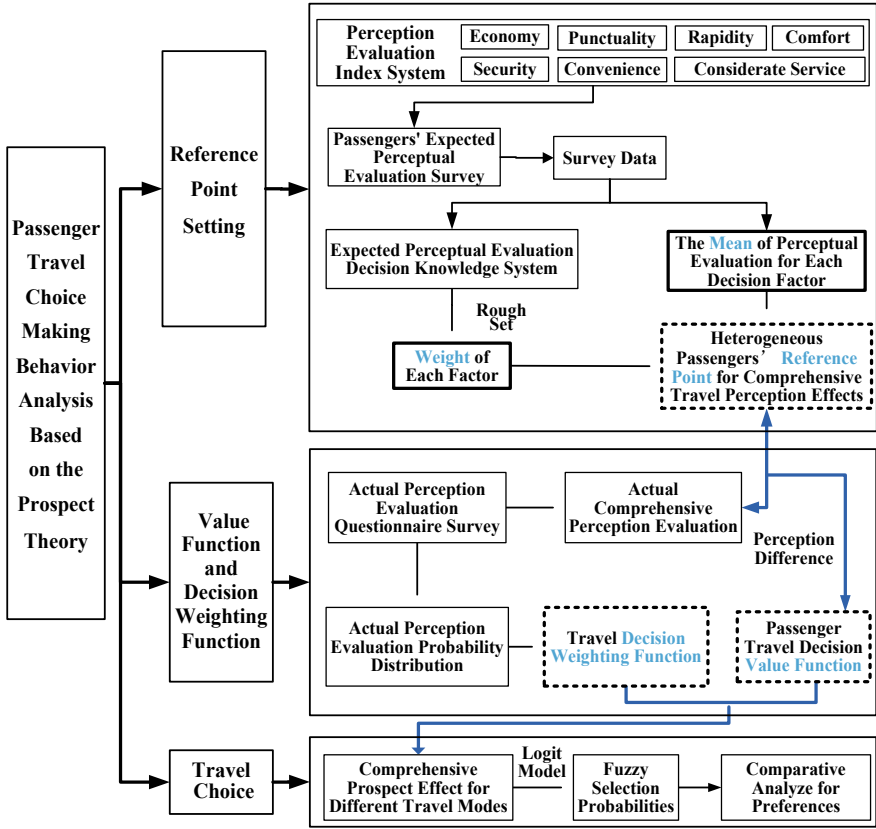 Passenger
Travel
Choice
Making
Behavior
Analysis
Based
on the
Prospect
Theory
Reference
Point
Setting
Perception
Evaluation
Index System
Economy
Punctuality
Rapidity
Comfort
Security
Convenience
Considerate Service
Passengers' Expected
Perceptual
Evaluation Survey
Survey Data
Expected Perceptual Evaluation
Decision Knowledge System
The Mean of Perceptual
Evaluation for Each
Decision Factor
Rough
Set
Weight of
Each Factor
Heterogeneous
Passengers’ Reference
Point for Comprehensive
Travel Perception Effects
Value
Function
and
Decision
Weighting
Function
Actual Perception
Evaluation
Questionnaire Survey
Actual
Comprehensive
Perception Evaluation
Perception
Difference
Actual Perception
Evaluation Probability
Distribution
Travel Decision
Weighting Function
Passenger
Travel Decision
Value Function
Travel
Choice
Comprehensive
Prospect Effect for
Different Travel Modes
Logit
Model
Fuzzy
Selection
Probabilities
Comparative
Analyze for
Preferences